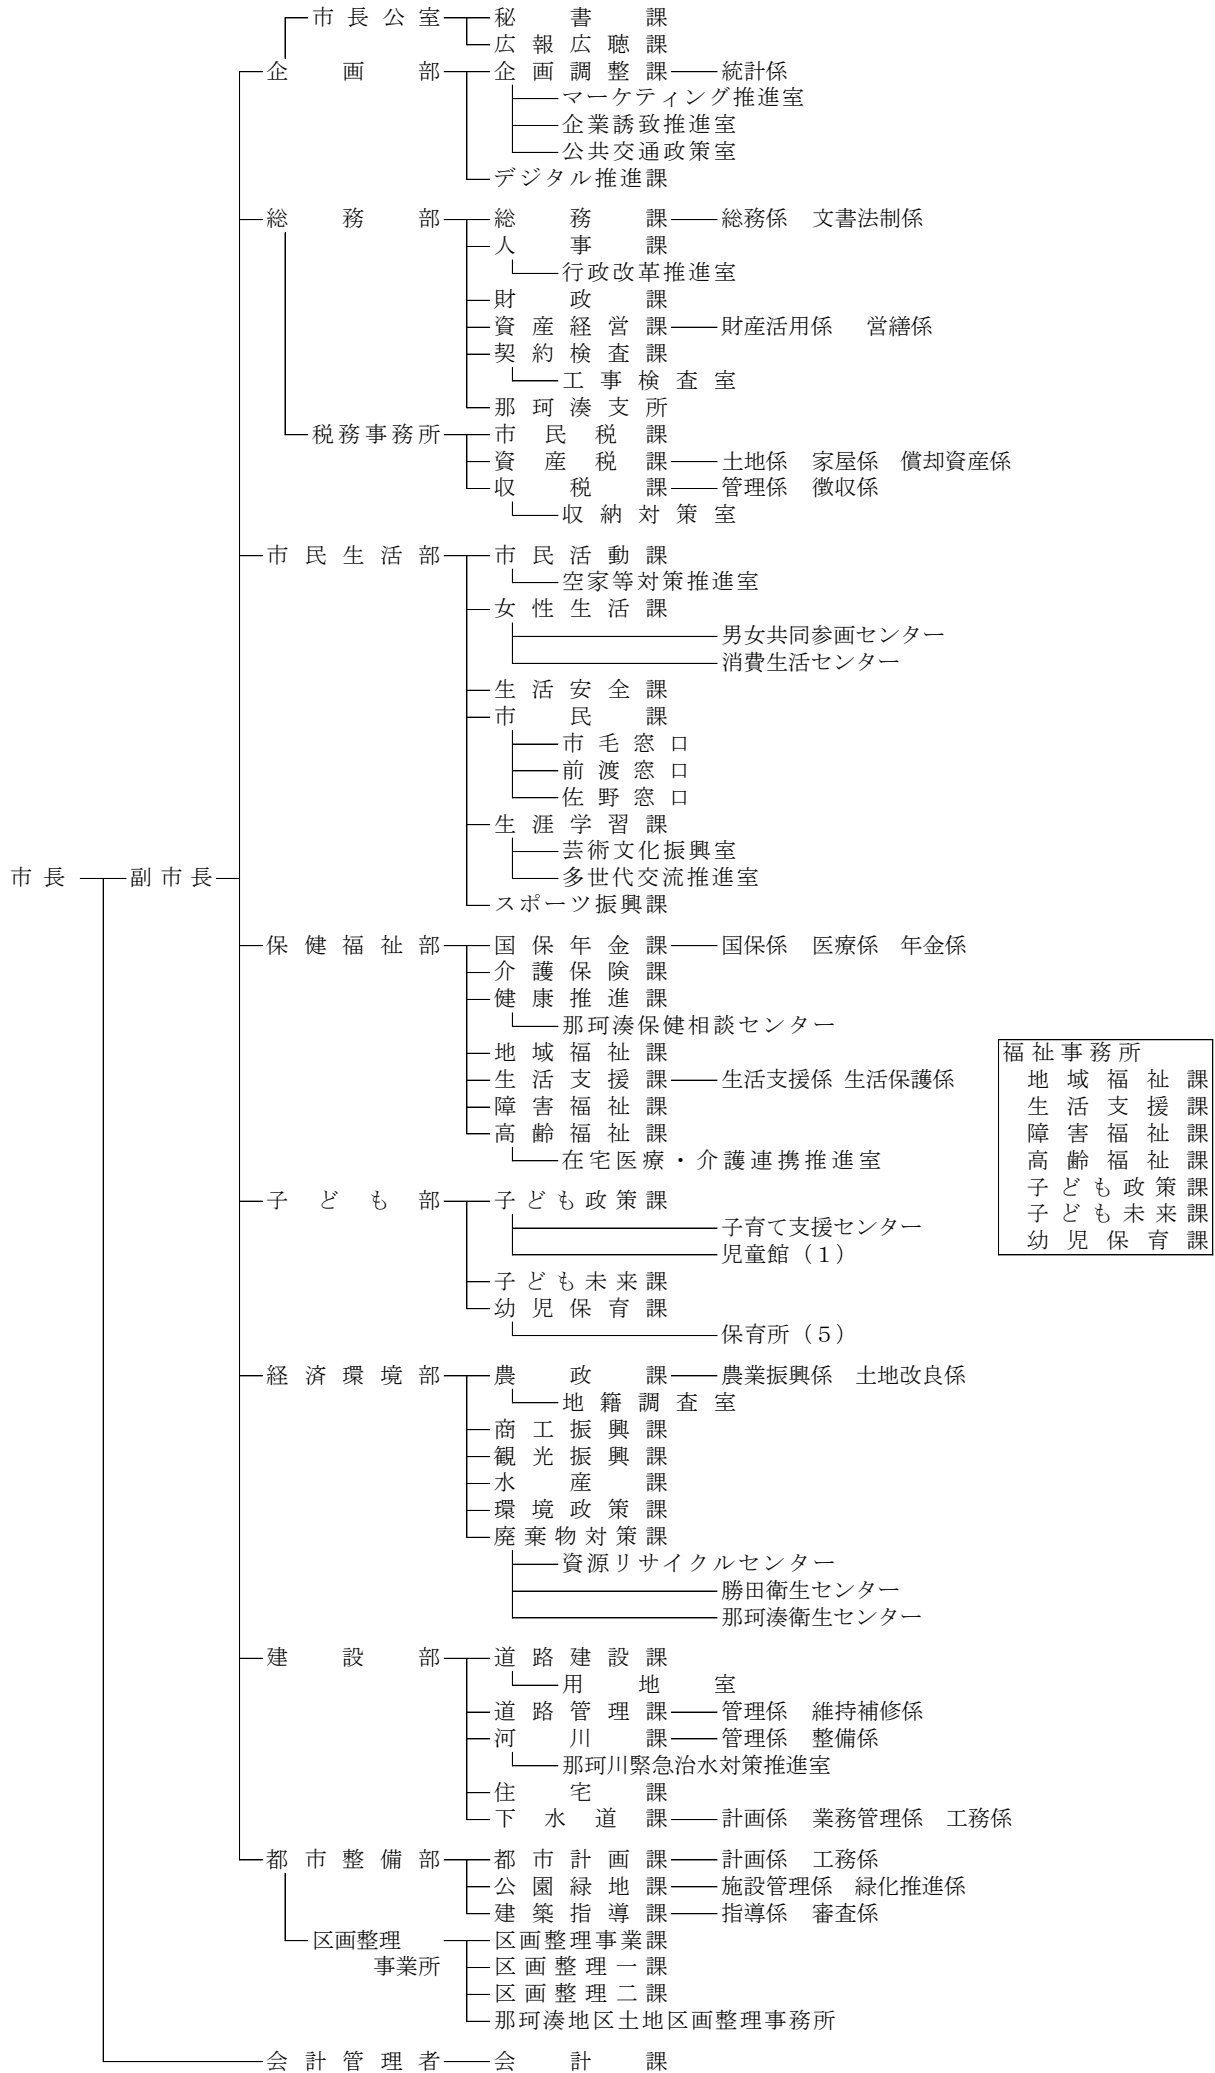 市長公室 秘書課
広報広聴課
企画部 企画調整課 統計係
マーケティング推進室
企業誘致推進室
公共交通政策室
デジタル推進課
総務部 総務課 総務係 文書法制係
人事課
行政改革推進室
財政課
資産経営課 財産活用係 営繕係
契約検査課
工事検査室
那珂湊支所
税務事務所 市民税課
資産税課 土地係 家屋係 償却資産係
収税課 管理係 徴収係
収納対策室
市民生活部 市民活動課
空家等対策推進室
女性生活課
男女共同参画センター
消費生活センター
生活安全課
市民課
市毛窓口
前渡窓口
佐野窓口
生涯学習課
芸術文化振興室
市長 副市長 多世代交流推進室
スポーツ振興課
保健福祉部 国保年金課 国保係 医療係 年金係
介護保険課
健康推進課
那珂湊保健相談センター
地域福祉課
生活支援課 生活支援係 生活保護係
障害福祉課
高齢福祉課
在宅医療・介護連携推進室
福祉事務所
地域福祉課
生活支援課
障害福祉課
高齢福祉課
子ども政策課
子ども未来課
幼児保育課
子ども部 子ども政策課
子育て支援センター
児童館（１）
子ども未来課
幼児保育課
保育所（５）
経済環境部 農政課 農業振興係 土地改良係
地籍調査室
商工振興課
観光振興課
水産課
環境政策課
廃棄物対策課
資源リサイクルセンター
勝田衛生センター
那珂湊衛生センター
建設部 道路建設課
用地室
道路管理課 管理係 維持補修係
河川課 管理係 整備係
那珂川緊急治水対策推進室
住宅課
下水道課 計画係 業務管理係 工務係
都市整備部 都市計画課 計画係 工務係
公園緑地課 施設管理係 緑化推進係
建築指導課 指導係 審査係
区画整理 区画整理事業課
事業所 区画整理一課
区画整理二課
那珂湊地区土地区画整理事務所
会計管理者 会計課